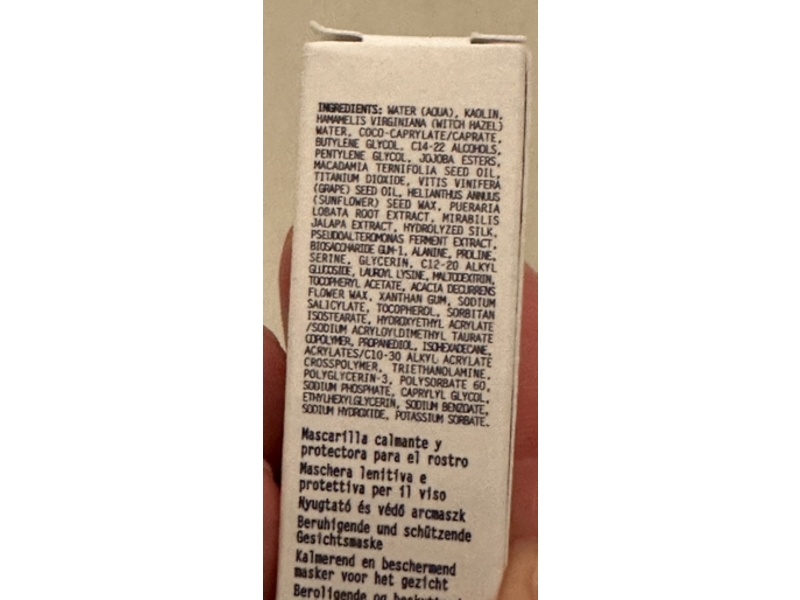 INGREDIENTS: WATER (AQUA), KAOLIN,
HAMAMELIS VIRGINIANA (WITCH HAZEL)
WATER, COCO-CAPRYLATE/CAPRATE,
BUTYLENE GLYCOL, C14-22 ALCOHOLS,
PENTYLENE GLYCOL, JOJOBA ESTERS,
MACADAMIA TERNIFOLIA SEED OIL,
TITANIUM DIOXIDE, VITIS VINIFERA
(GRAPE) SEED OIL, HELIANTHUS ANNUUS
(SUNFLOWER) SEED WAX, PUERARIA
LOBATA ROOT EXTRACT, MIRABILIS
JALAPA EXTRACT, HYDROLYZED SILK,
PSEUDOALTEROMONAS FERMENT EXTRACT,
BIOSACCHARIDE GUM-1, ALANINE, PROLINE,
SERINE, GLYCERIN, C12-20 ALKYL
GLUCOSIDE, LAUROYL LYSINE, MALTODEXTRIN,
TOCOPHERYL ACETATE, ACACIA DECURRENS
FLOWER WAX, XANTHAN GUM, SODIUM
SALICYLATE, TOCOPHEROL, SORBITAN
ISOSTEARATE, HYDROXYETHYL ACRYLATE
/SODIUM ACRYLOYLDIMETHYL TAURATE
COPOLYMER, PROPANEDIOL, ISOHEXADECANE,
ACRYLATES/C10-30 ALKYL ACRYLATE
CROSSPOLYMER, TRIETHANOLAMINE,
POLYGLYCERIN-3, POLYSORBATE 60,
SODIUM PHOSPHATE, CAPRYLYL GLYCOL,
ETHYLHEXYLGLYCERIN, SODIUM BENZOATE,
SODIUM HYDROXIDE, POTASSIUM SORBATE.
Mascarilla calmante y
protectora para el rostro
Maschera lenitiva e
protettiva per il viso
Nyugtató és védő arcmaszk
Beruhigende und schützende
Gesichtsmaske
Kalmerend en beschermend
masker voor het gezicht
Beroligende og